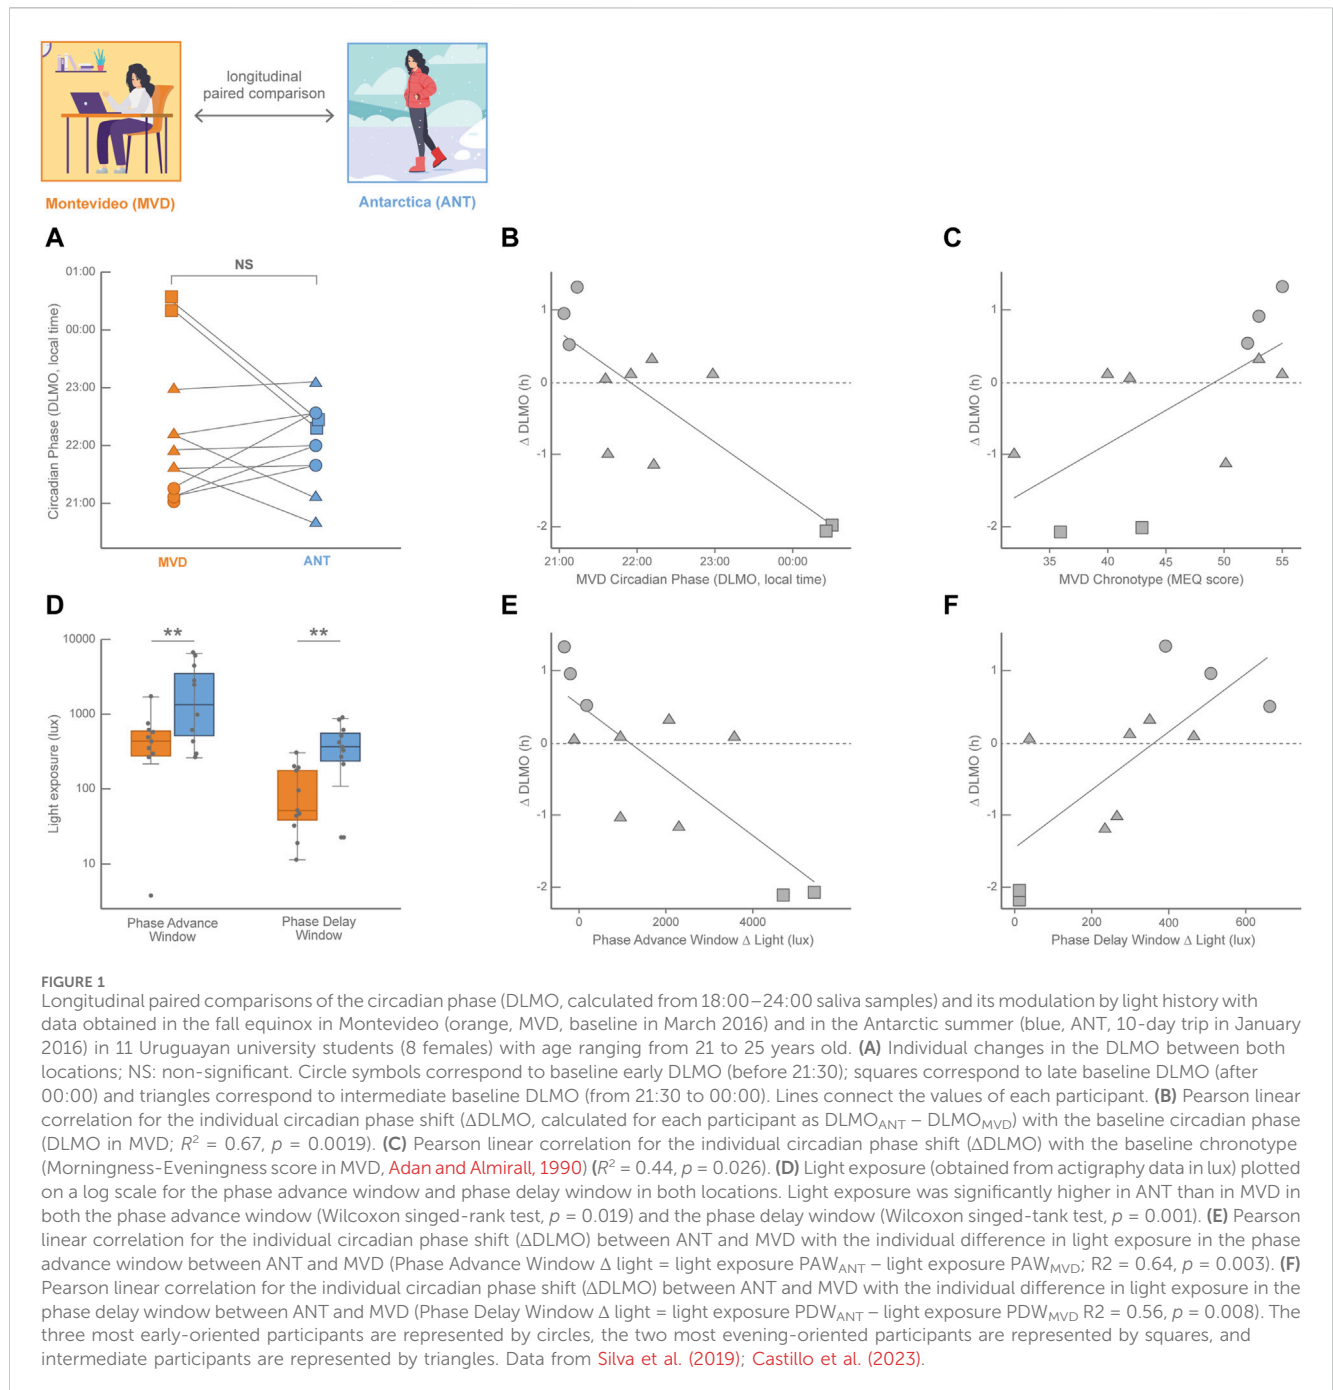 longitudinal
paired comparison
Montevideo (MVD)
Antarctica (ANT)
A
NS
01:00
00:00
23:00
22:00
21:00
Circadian Phase (DLMO, local time)
MVD
ANT
B
1
0
-1
-2
Δ DLMO (h)
21:00
22:00
23:00
00:00
MVD Circadian Phase (DLMO, local time)
C
1
0
-1
-2
Δ DLMO (h)
35
40
45
50
55
MVD Chronotype (MEQ score)
D
**
**
10000
1000
100
10
Light exposure (lux)
Phase Advance
Window
Phase Delay
Window
E
1
0
-1
-2
Δ DLMO (h)
0
2000
4000
Phase Advance Window Δ Light (lux)
F
1
0
-1
-2
Δ DLMO (h)
0
200
400
600
Phase Delay Window Δ Light (lux)
FIGURE 1
Longitudinal paired comparisons of the circadian phase (DLMO, calculated from 18:00–24:00 saliva samples) and its modulation by light history with
data obtained in the fall equinox in Montevideo (orange, MVD, baseline in March 2016) and in the Antarctic summer (blue, ANT, 10-day trip in January
2016) in 11 Uruguayan university students (8 females) with age ranging from 21 to 25 years old. (A) Individual changes in the DLMO between both
locations; NS: non-significant. Circle symbols correspond to baseline early DLMO (before 21:30); squares correspond to late baseline DLMO (after
00:00) and triangles correspond to intermediate baseline DLMO (from 21:30 to 00:00). Lines connect the values of each participant. (B) Pearson linear
correlation for the individual circadian phase shift (ΔDLMO, calculated for each participant as DLMOANT – DLMOMVD) with the baseline circadian phase
(DLMO in MVD; R² = 0.67, p = 0.0019). (C) Pearson linear correlation for the individual circadian phase shift (ΔDLMO) with the baseline chronotype
(Morningness-Eveningness score in MVD, Adan and Almirall, 1990) (R² = 0.44, p = 0.026). (D) Light exposure (obtained from actigraphy data in lux) plotted
on a log scale for the phase advance window and phase delay window in both locations. Light exposure was significantly higher in ANT than in MVD in
both the phase advance window (Wilcoxon singed-rank test, p = 0.019) and the phase delay window (Wilcoxon singed-tank test, p = 0.001). (E) Pearson
linear correlation for the individual circadian phase shift (ΔDLMO) between ANT and MVD with the individual difference in light exposure in the phase
advance window between ANT and MVD (Phase Advance Window Δ light = light exposure PAWANT – light exposure PAWMVD; R2 = 0.64, p = 0.003). (F)
Pearson linear correlation for the individual circadian phase shift (ΔDLMO) between ANT and MVD with the individual difference in light exposure in the
phase delay window between ANT and MVD (Phase Delay Window Δ light = light exposure PDWANT – light exposure PDWMVD R2 = 0.56, p = 0.008). The
three most early-oriented participants are represented by circles, the two most evening-oriented participants are represented by squares, and
intermediate participants are represented by triangles. Data from Silva et al. (2019); Castillo et al. (2023).